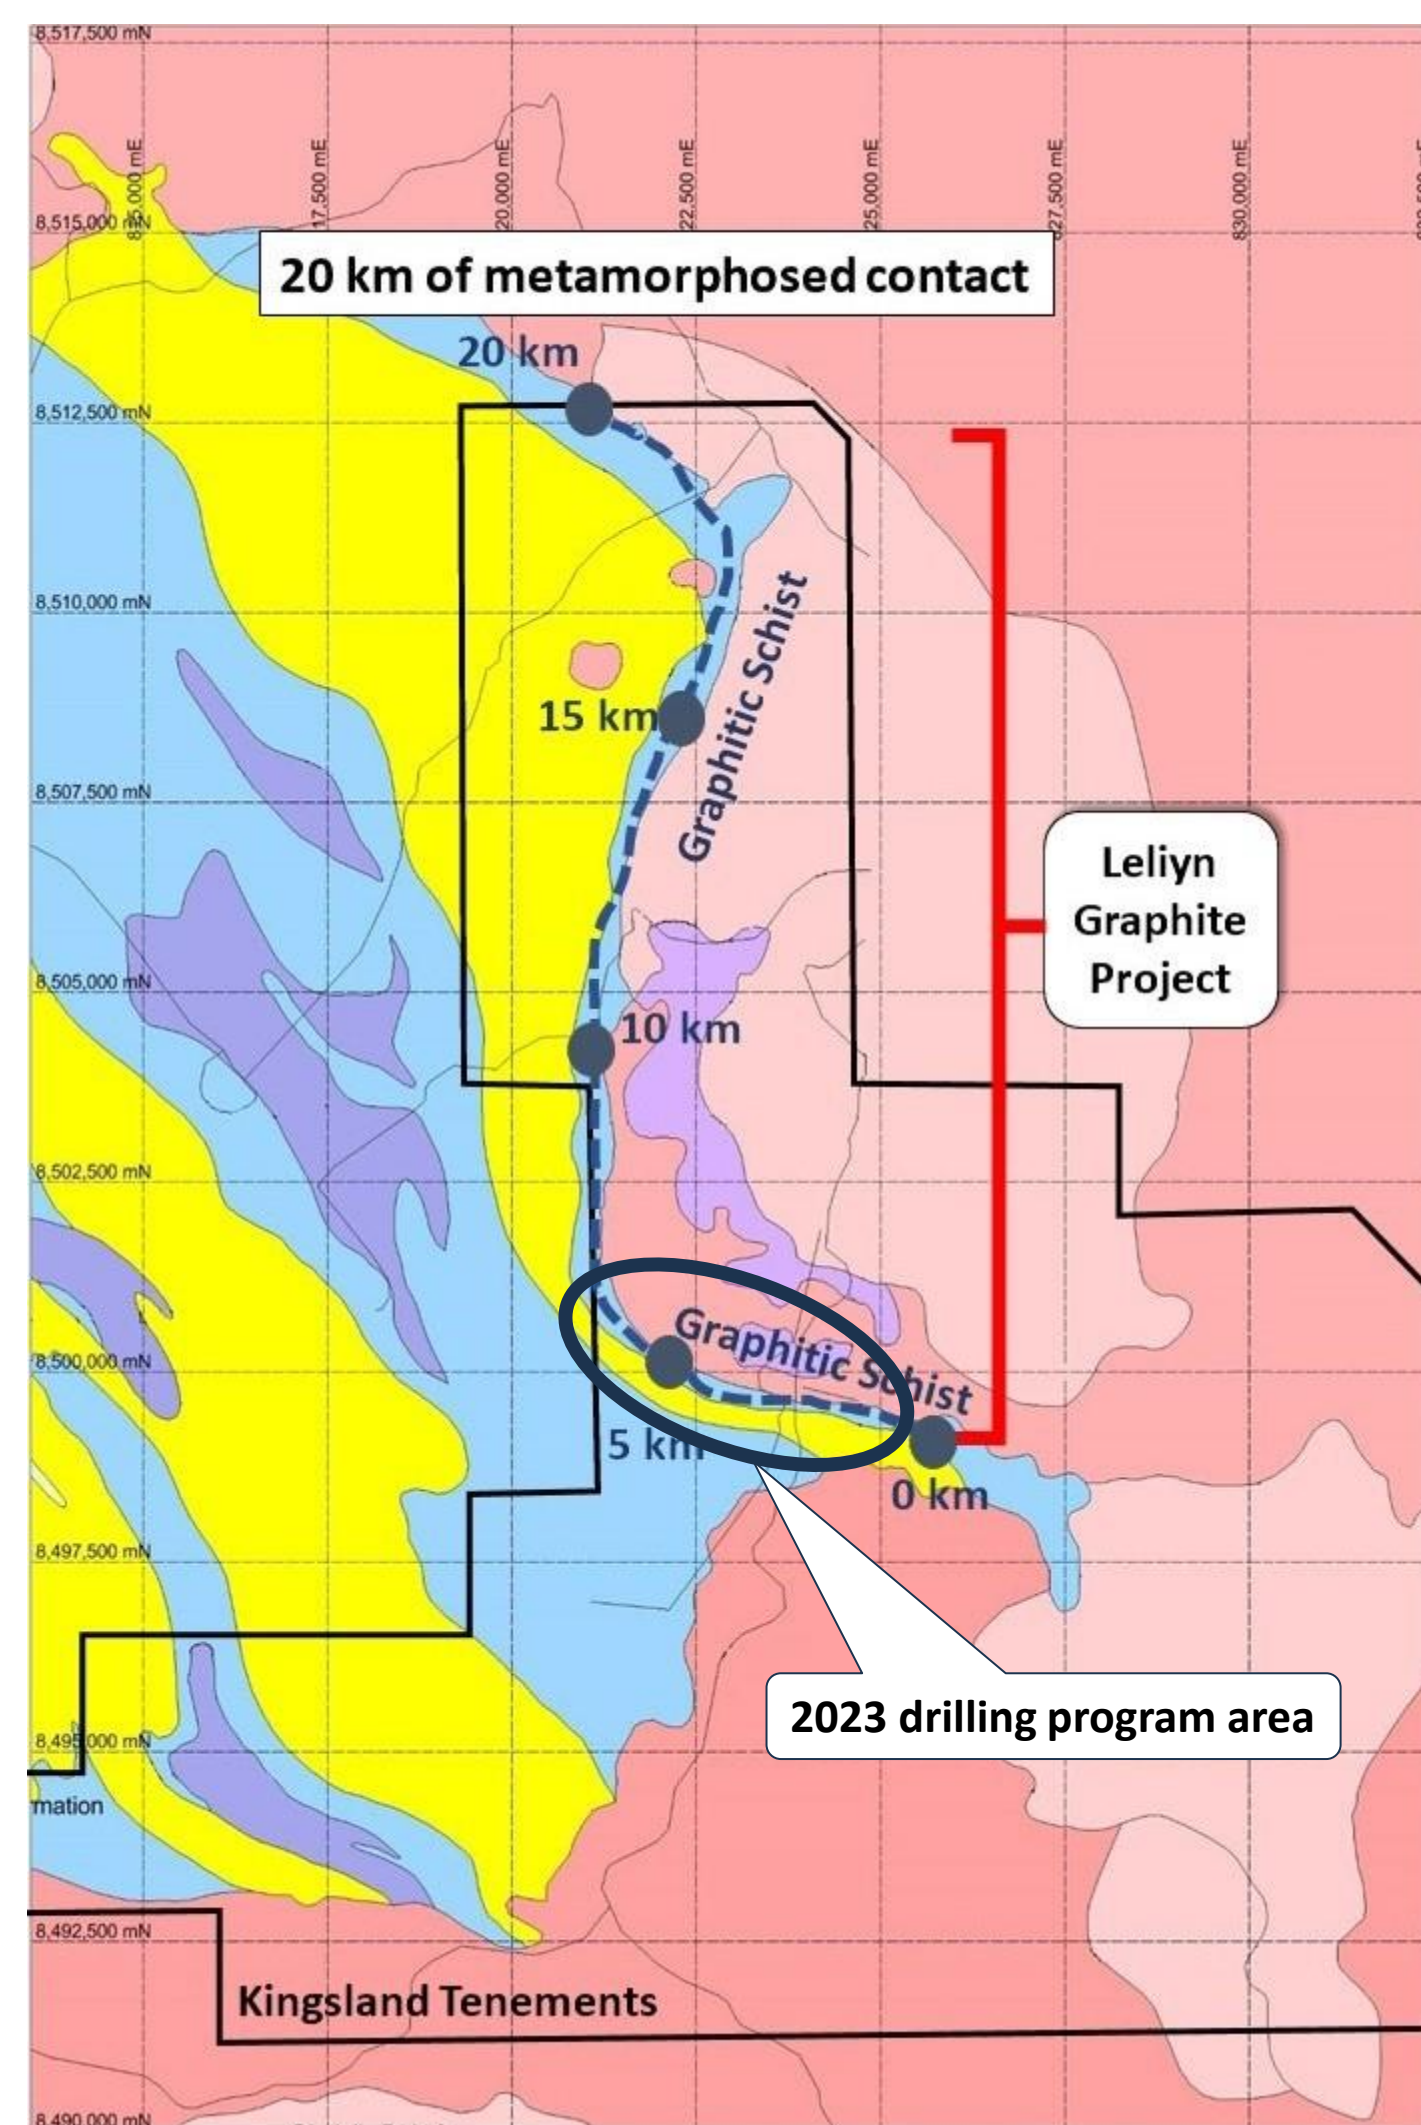 8,517,500 mN
17,500 mE
20,000 mE
22,500 mE
25,000 mE
827,500 mE
830,000 mE
8,515,000 mN
20 km of metamorphosed contact
20 km
8,512,500 mN
8,510,000 mN
Graphitic Schist
15 km
8,507,500 mN
Leliyn
Graphite
Project
8,505,000 mN
10 km
8,502,500 mN
8,500,000 mN
Graphitic Schist
5 km
0 km
8,497,500 mN
2023 drilling program area
8,495,000 mN
mation
8,492,500 mN
Kingsland Tenements
8,490,000 mN